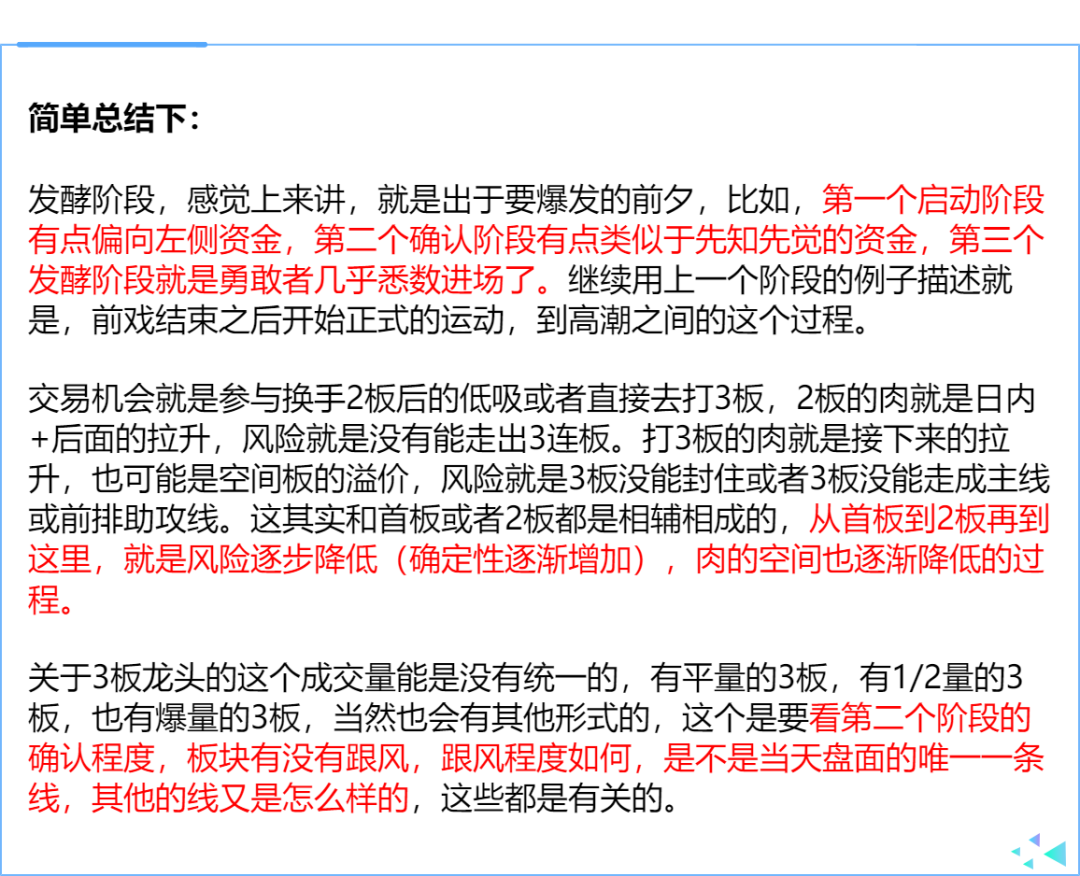 简单总结下：
发酵阶段，感觉上来讲，就是出于要爆发的前夕，比如，第一个启动阶段
有点偏向左侧资金，第二个确认阶段有点类似于先知先觉的资金，第三个
发酵阶段就是勇敢者几乎悉数进场了。继续用上一个阶段的例子描述就
是，前戏结束之后开始正式的运动，到高潮之间的这个过程。
交易机会就是参与换手2板后的低吸或者直接去打3板，2板的肉就是日内
+后面的拉升，风险就是没有能走出3连板。打3板的肉就是接下来的拉
升，也可能是空间板的溢价，风险就是3板没能封住或者3板没能走成主线
或前排助攻线。这其实和首板或者2板都是相辅相成的，从首板到2板再到
这里，就是风险逐步降低（确定性逐渐增加），肉的空间也逐渐降低的过
程。
关于3板龙头的这个成交量能是没有统一的，有平量的3板，有1/2量的3
板，也有爆量的3板，当然也会有其他形式的，这个是要看第二个阶段的
确认程度，板块有没有跟风，跟风程度如何，是不是当天盘面的唯一一条
线，其他的线又是怎么样的，这些都是有关的。